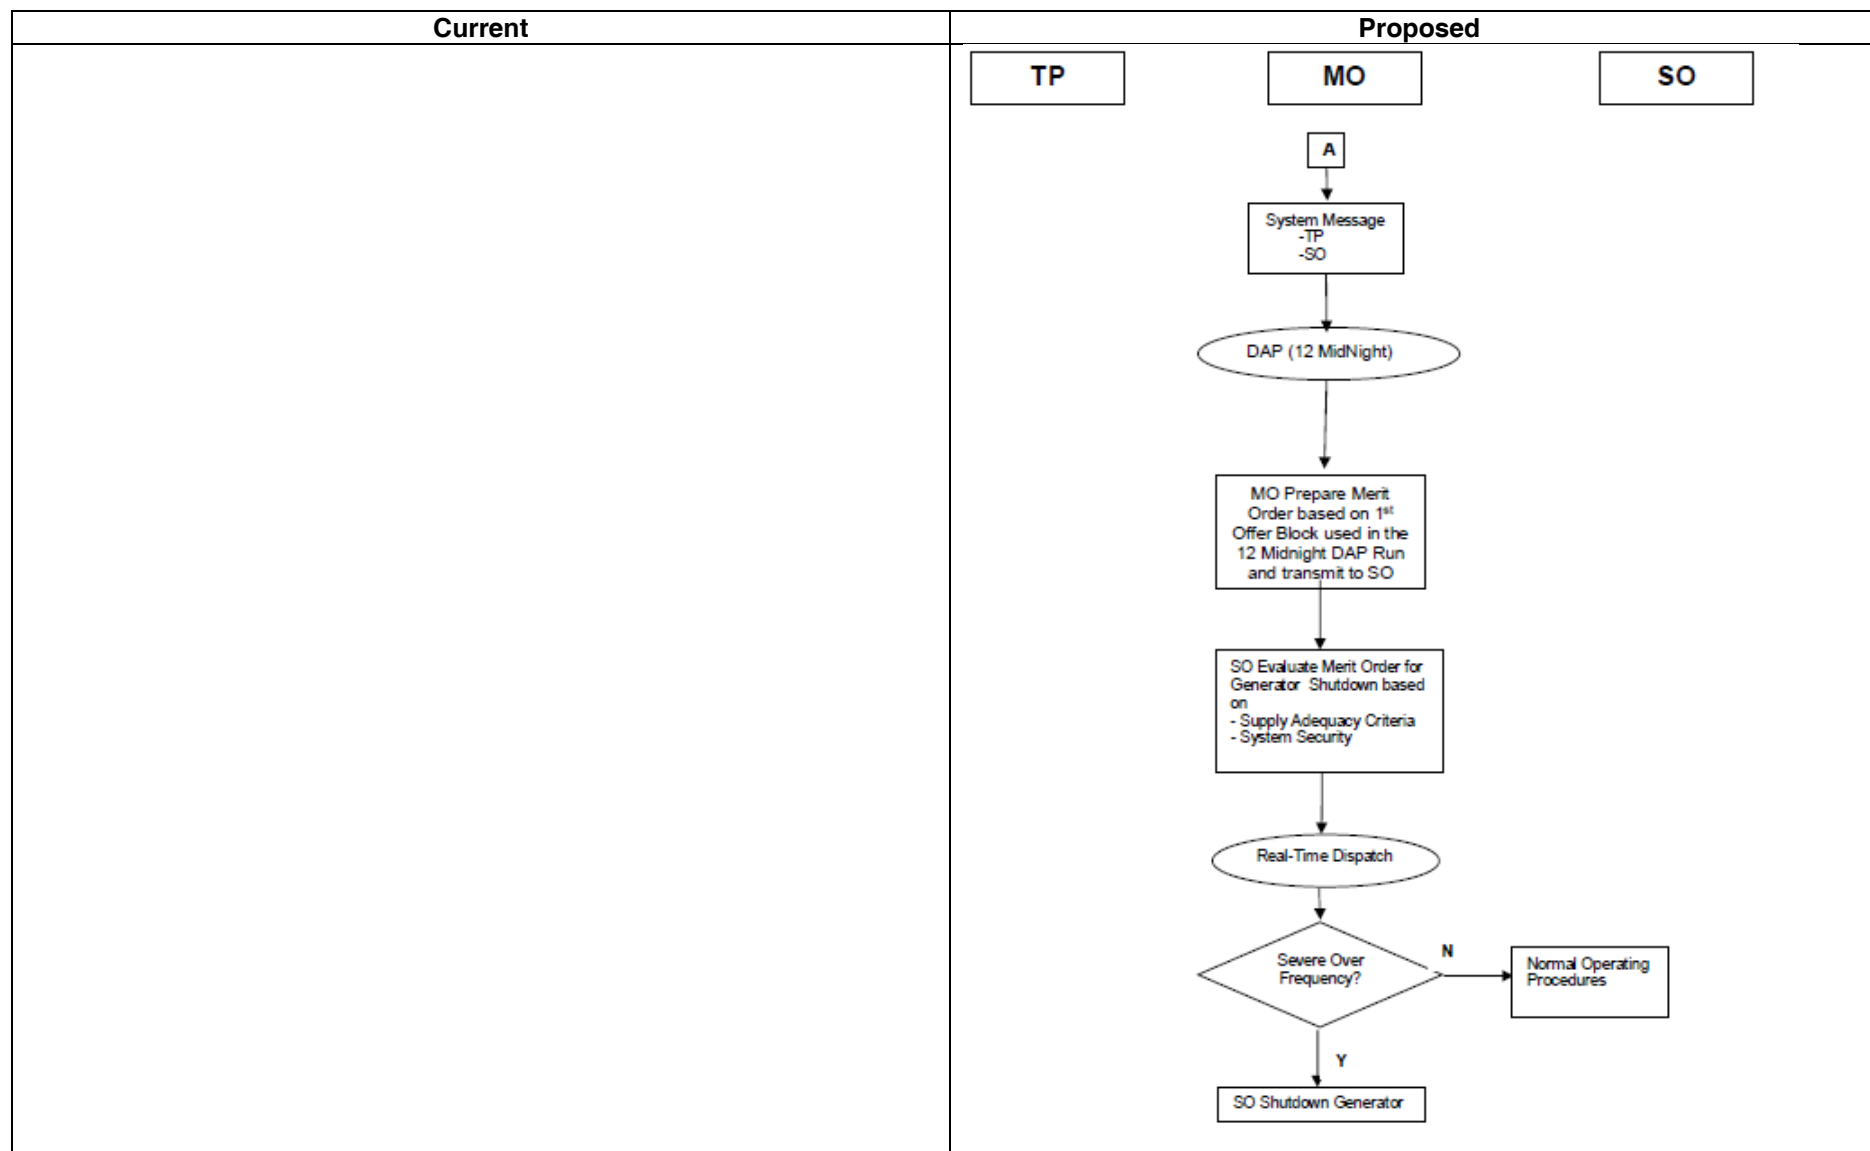 Current
Proposed
TP
MO
SO
A
System Message
-TP
-SO
DAP (12 MidNight)
MO Prepare Merit
Order based on 1st
Offer Block used in the
12 Midnight DAP Run
and transmit to SO
SO Evaluate Merit Order for
Generator Shutdown based
on
- Supply Adequacy Criteria
- System Security
Real-Time Dispatch
Severe Over
Frequency?
N
Normal Operating
Procedures
Y
SO Shutdown Generator